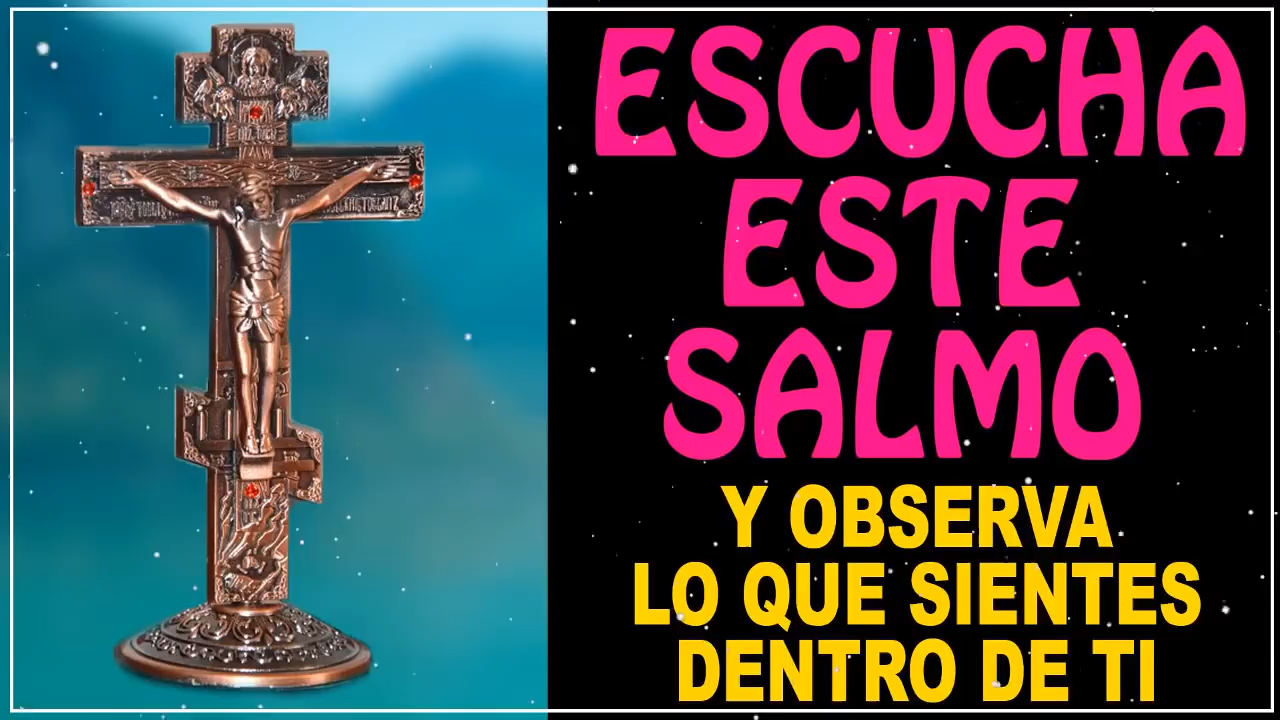 ESCUCHA
ESTE
SALMO
Y OBSERVA
LO QUE SIENTES
DENTRO DE TI